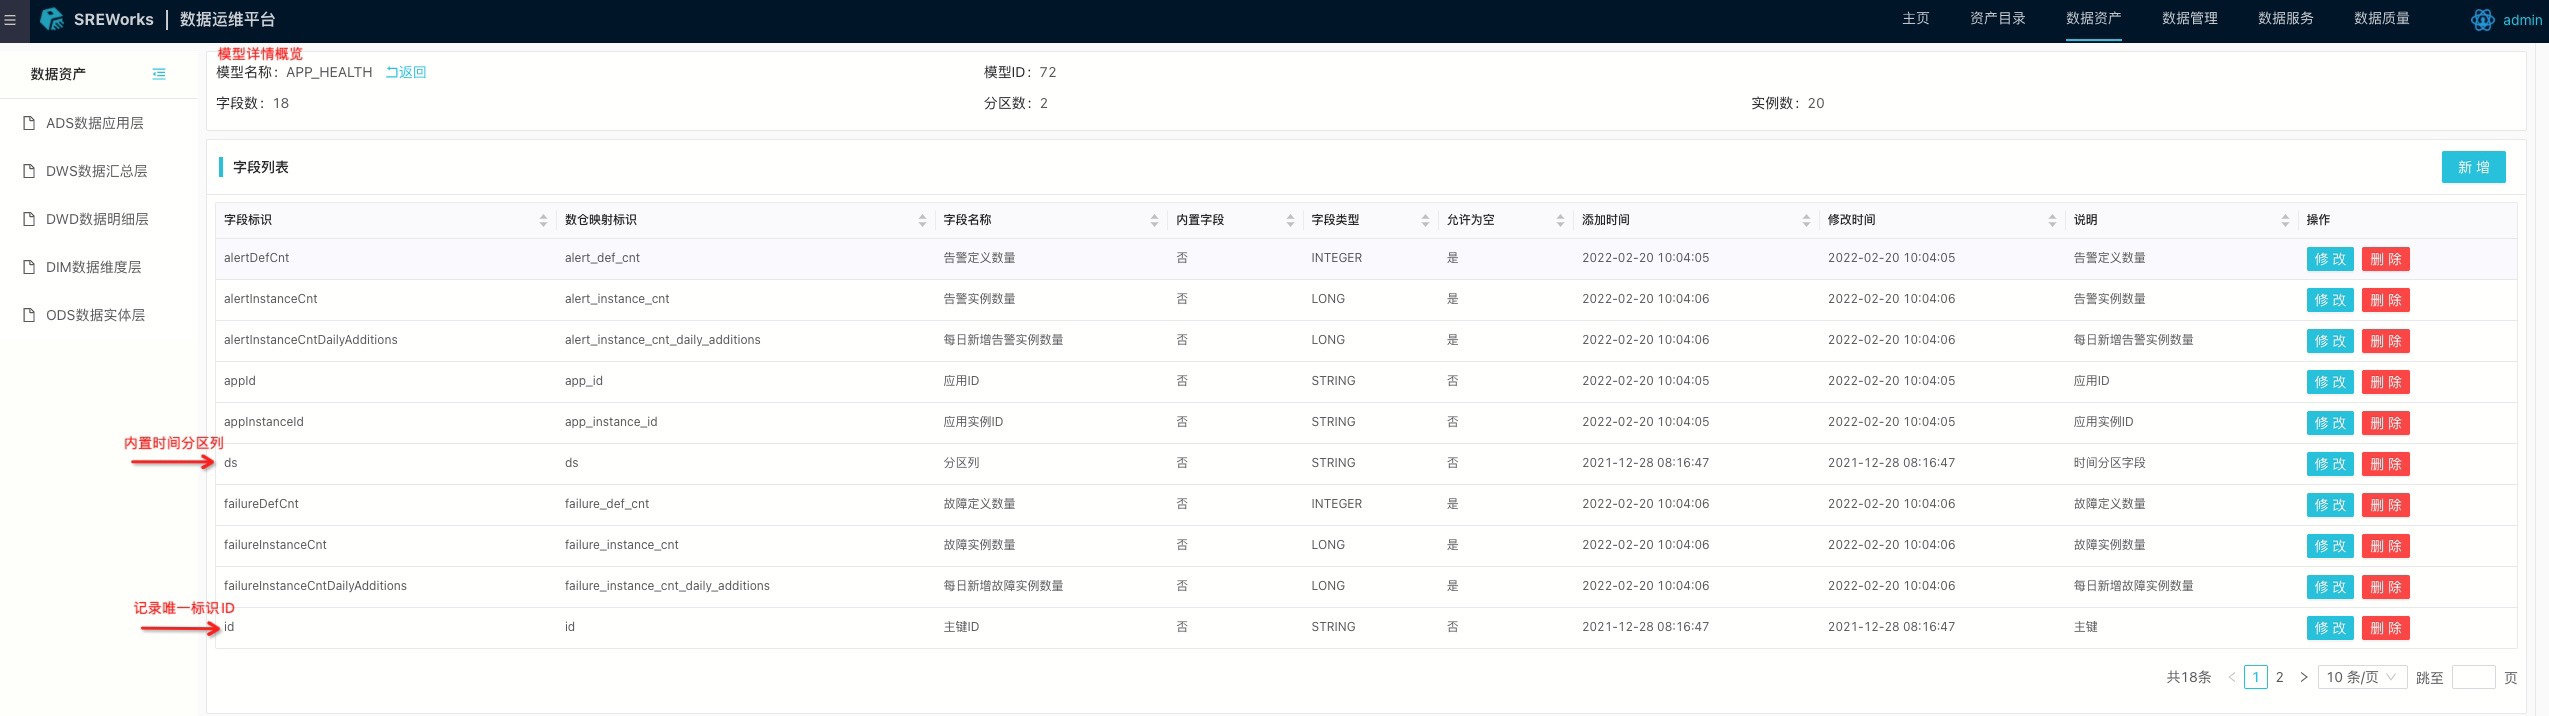 SREWorks | 数据运维平台 主页 资产目录 数据资产 数据管理 数据服务 数据质量 admin
数据资产
ADS数据应用层
DWS数据汇总层
DWD数据明细层
DIM数据维度层
ODS数据实体层
模型详情概览
模型名称：APP_HEALTH 返回 模型ID：72
字段数：18 分区数：2 实例数：20
字段列表 新 增
字段标识 数仓映射标识 字段名称 内置字段 字段类型 允许为空 添加时间 修改时间 说明 操作
alertDefCnt alert_def_cnt 告警定义数量 否 INTEGER 是 2022-02-20 10:04:05 2022-02-20 10:04:05 告警定义数量 修 改 删 除
alertInstanceCnt alert_instance_cnt 告警实例数量 否 LONG 是 2022-02-20 10:04:06 2022-02-20 10:04:06 告警实例数量 修 改 删 除
alertInstanceCntDailyAdditions alert_instance_cnt_daily_additions 每日新增告警实例数量 否 LONG 是 2022-02-20 10:04:06 2022-02-20 10:04:06 每日新增告警实例数量 修 改 删 除
appId app_id 应用ID 否 STRING 否 2022-02-20 10:04:05 2022-02-20 10:04:05 应用ID 修 改 删 除
appInstanceId app_instance_id 应用实例ID 否 STRING 否 2022-02-20 10:04:05 2022-02-20 10:04:05 应用实例ID 修 改 删 除
内置时间分区列
ds ds 分区列 否 STRING 否 2021-12-28 08:16:47 2021-12-28 08:16:47 时间分区字段 修 改 删 除
failureDefCnt failure_def_cnt 故障定义数量 否 INTEGER 是 2022-02-20 10:04:06 2022-02-20 10:04:06 故障定义数量 修 改 删 除
failureInstanceCnt failure_instance_cnt 故障实例数量 否 LONG 是 2022-02-20 10:04:06 2022-02-20 10:04:06 故障实例数量 修 改 删 除
failureInstanceCntDailyAdditions failure_instance_cnt_daily_additions 每日新增故障实例数量 否 LONG 是 2022-02-20 10:04:06 2022-02-20 10:04:06 每日新增故障实例数量 修 改 删 除
记录唯一标识ID
id id 主键ID 否 STRING 否 2021-12-28 08:16:47 2021-12-28 08:16:47 主键 修 改 删 除
共18条 < 1 2 > 10 条/页 跳至 页